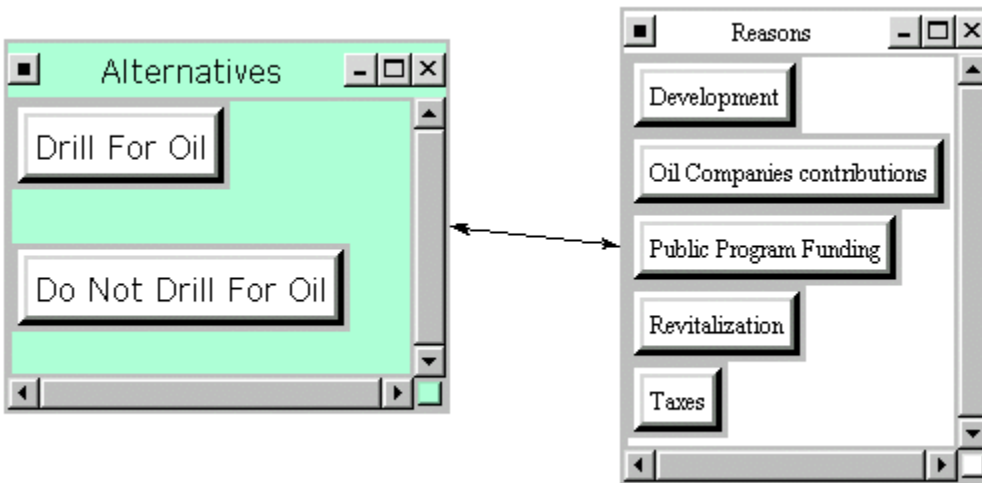 Alternatives
Drill For Oil
Do Not Drill For Oil
Reasons
Development
Oil Companies contributions
Public Program Funding
Revitalization
Taxes